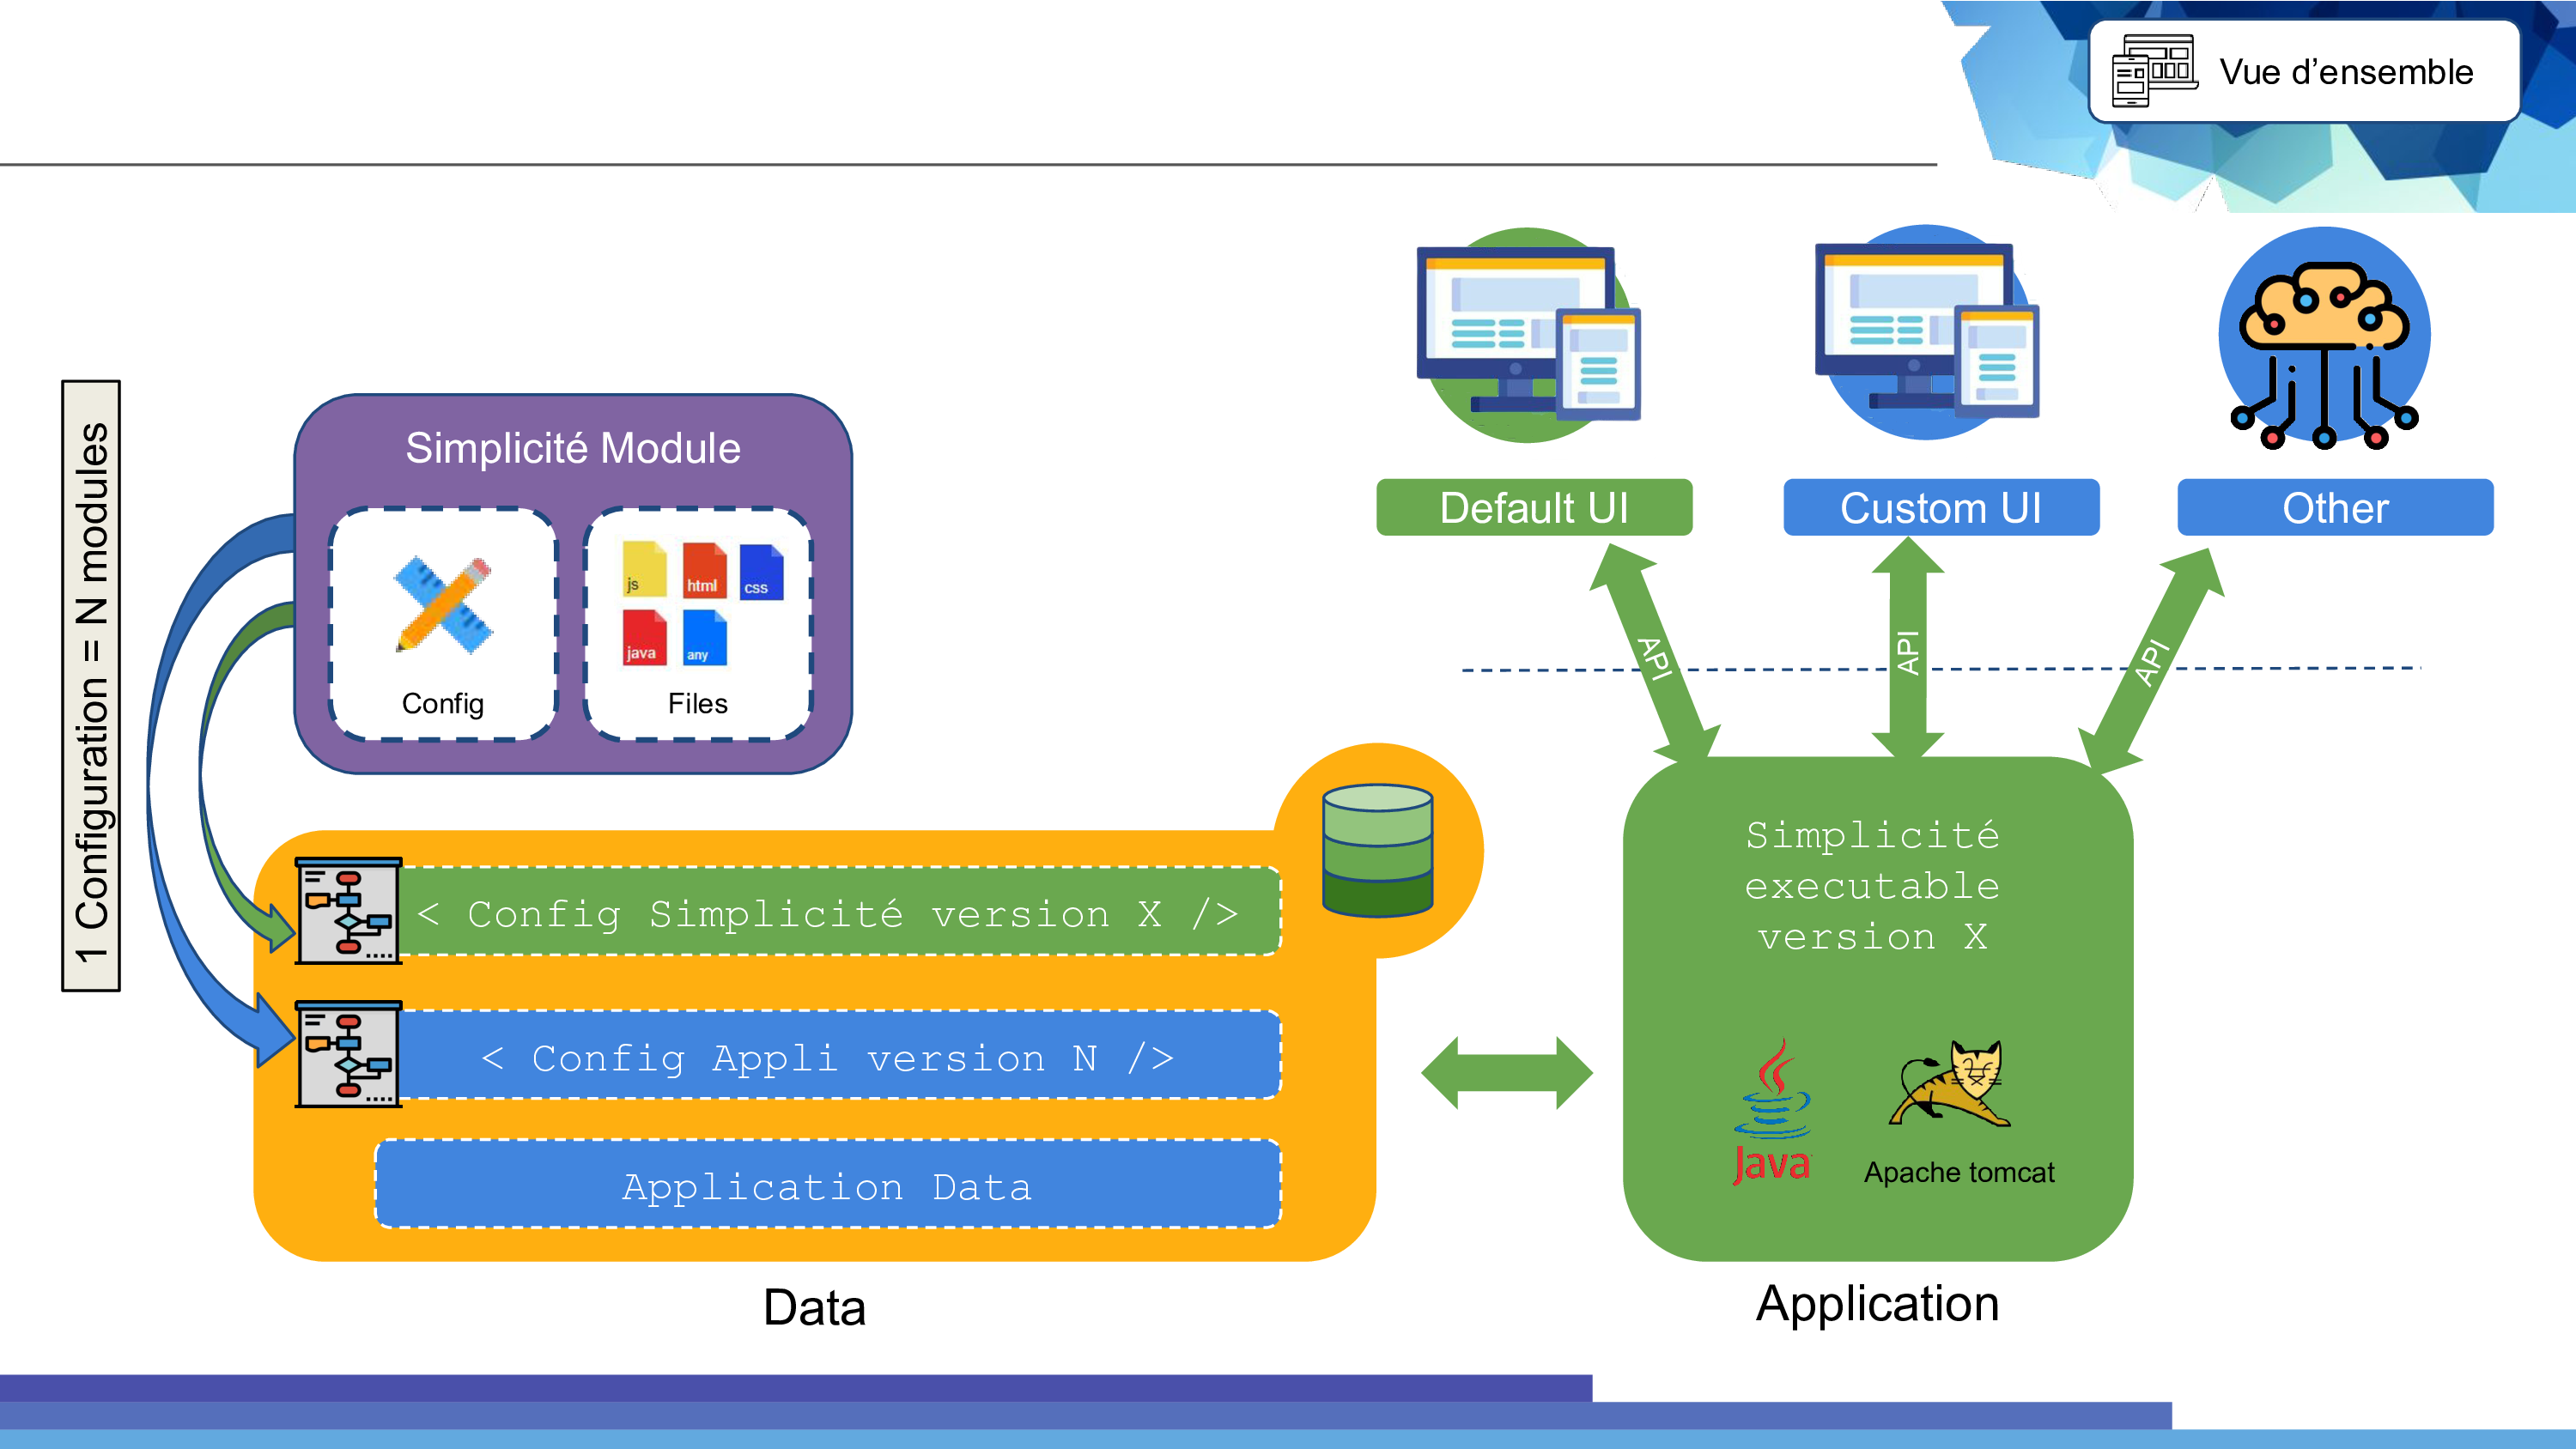 Vue d’ensemble
1 Configuration = N modules
Simplicité Module
js
html
css
java
any
Config
Files
Default UI
Custom UI
Other
API
API
API
< Config Simplicité version X />
< Config Appli version N />
Application Data
Data
Simplicité
executable
version X
Java
Apache tomcat
Application